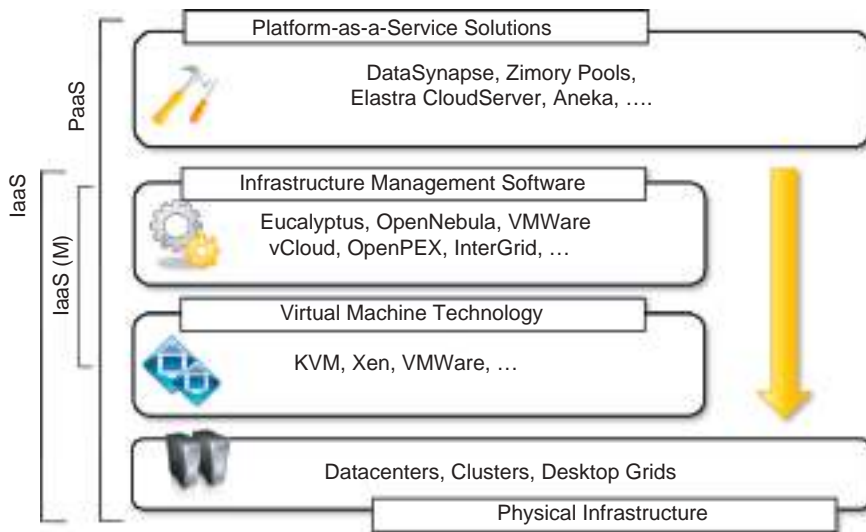 Platform-as-a-Service Solutions
DataSynapse, Zimory Pools,
Elastra CloudServer, Aneka, ….
PaaS
IaaS
IaaS (M)
Infrastructure Management Software
Eucalyptus, OpenNebula, VMWare
vCloud, OpenPEX, InterGrid, …
Virtual Machine Technology
KVM, Xen, VMWare, …
Datacenters, Clusters, Desktop Grids
Physical Infrastructure